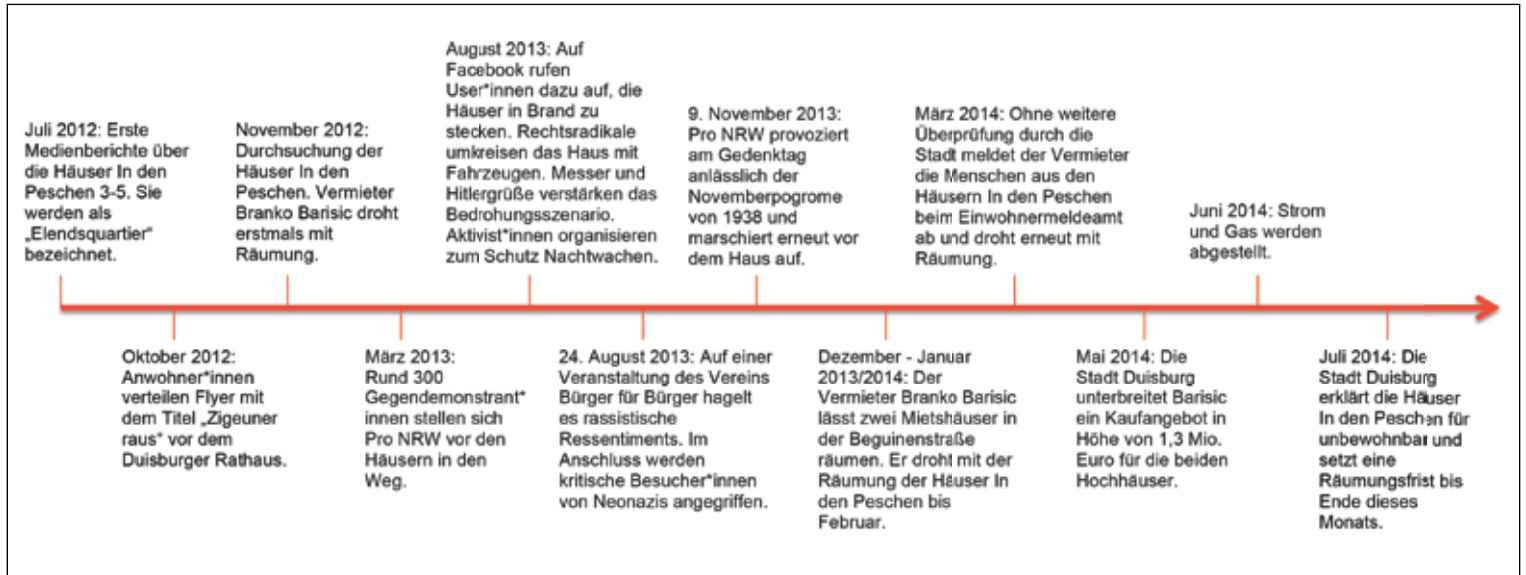 Juli 2012: Erste
Medienberichte über
die Häuser In den
Peschen 3-5. Sie
werden als
„Elendsquartier“
bezeichnet.
Oktober 2012:
Anwohner*innen
verteilen Flyer mit
dem Titel „Zigeuner
raus“ vor dem
Duisburger Rathaus.
November 2012:
Durchsuchung der
Häuser In den
Peschen. Vermieter
Branko Barisic droht
erstmals mit
Räumung.
März 2013:
Rund 300
Gegendemonstrant*
innen stellen sich
Pro NRW vor den
Häusern in den
Weg.
August 2013: Auf
Facebook rufen
User*innen dazu auf, die
Häuser in Brand zu
stecken. Rechtsradikale
umkreisen das Haus mit
Fahrzeugen. Messer und
Hitlergrüße verstärken das
Bedrohungsszenario.
Aktivist*innen organisieren
zum Schutz Nachtwachen.
24. August 2013: Auf einer
Veranstaltung des Vereins
Bürger für Bürger hagelt
es rassistische
Ressentiments. Im
Anschluss werden
kritische Besucher*innen
von Neonazis angegriffen.
9. November 2013:
Pro NRW provoziert
am Gedenktag
anlässlich der
Novemberpogrome
von 1938 und
marschiert erneut vor
dem Haus auf.
Dezember - Januar
2013/2014: Der
Vermieter Branko Barisic
lässt zwei Mietshäuser in
der Beguinenstraße
räumen. Er droht mit der
Räumung der Häuser In
den Peschen bis
Februar.
März 2014: Ohne weitere
Überprüfung durch die
Stadt meldet der Vermieter
die Menschen aus den
Häusern In den Peschen
beim Einwohnermeldeamt
ab und droht erneut mit
Räumung.
Mai 2014: Die
Stadt Duisburg
unterbreitet Barisic
ein Kaufangebot in
Höhe von 1,3 Mio.
Euro für die beiden
Hochhäuser.
Juni 2014: Strom
und Gas werden
abgestellt.
Juli 2014: Die
Stadt Duisburg
erklärt die Häuser
In den Peschen für
unbewohnbar und
setzt eine
Räumungsfrist bis
Ende dieses
Monats.